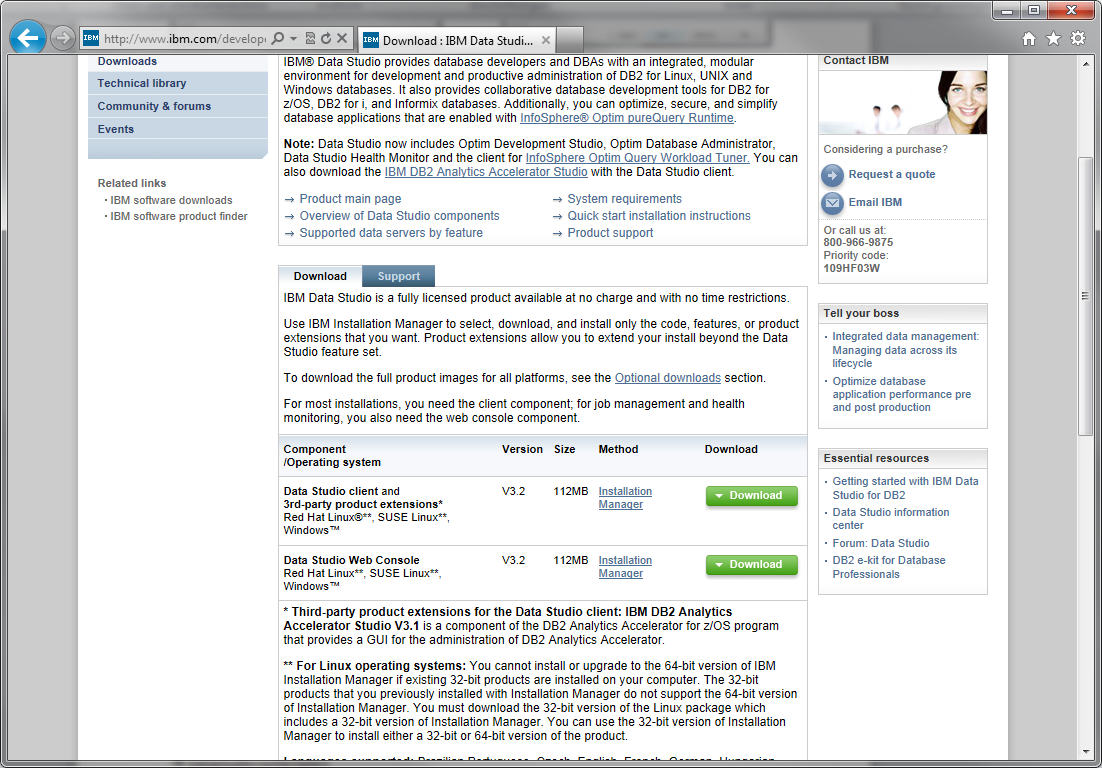 IBM
http://www.ibm.com/develop
IBM
Download : IBM Data Studi...
Downloads
Technical library
Community & forums
Events
Related links
• IBM software downloads
• IBM software product finder
IBM® Data Studio provides database developers and DBAs with an integrated, modular
environment for development and productive administration of DB2 for Linux, UNIX and
Windows databases. It also provides collaborative database development tools for DB2 for
z/OS, DB2 for i, and Informix databases. Additionally, you can optimize, secure, and simplify
database applications that are enabled with InfoSphere® Optim pureQuery Runtime.
Note: Data Studio now includes Optim Development Studio, Optim Database Administrator,
Data Studio Health Monitor and the client for InfoSphere Optim Query Workload Tuner. You can
also download the IBM DB2 Analytics Accelerator Studio with the Data Studio client.
→ Product main page
→ Overview of Data Studio components
→ Supported data servers by feature
→ System requirements
→ Quick start installation instructions
→ Product support
Download
Support
IBM Data Studio is a fully licensed product available at no charge and with no time restrictions.
Use IBM Installation Manager to select, download, and install only the code, features, or product
extensions that you want. Product extensions allow you to extend your install beyond the Data
Studio feature set.
To download the full product images for all platforms, see the Optional downloads section.
For most installations, you need the client component; for job management and health
monitoring, you also need the web console component.
Component
/Operating system
Version
Size
Method
Download
Data Studio client and
3rd-party product extensions*
Red Hat Linux®**, SUSE Linux**,
Windows™
V3.2
112MB
Installation
Manager
Download
Data Studio Web Console
Red Hat Linux**, SUSE Linux**,
Windows™
V3.2
112MB
Installation
Manager
Download
* Third-party product extensions for the Data Studio client: IBM DB2 Analytics
Accelerator Studio V3.1 is a component of the DB2 Analytics Accelerator for z/OS program
that provides a GUI for the administration of DB2 Analytics Accelerator.
** For Linux operating systems: You cannot install or upgrade to the 64-bit version of IBM
Installation Manager if existing 32-bit products are installed on your computer. The 32-bit
products that you previously installed with Installation Manager do not support the 64-bit version
of Installation Manager. You must download the 32-bit version of the Linux package which
includes a 32-bit version of Installation Manager. You can use the 32-bit version of Installation
Manager to install either a 32-bit or 64-bit version of the product.
Languages supported: Brazilian Portuguese, Czech, English, French, German, Hungarian,
Contact IBM
Considering a purchase?
Request a quote
Email IBM
Or call us at:
800-966-9875
Priority code:
109HF03W
Tell your boss
• Integrated data management:
Managing data across its
lifecycle
• Optimize database
application performance pre
and post production
Essential resources
• Getting started with IBM Data
Studio for DB2
• Data Studio information
center
• Forum: Data Studio
• DB2 e-kit for Database
Professionals